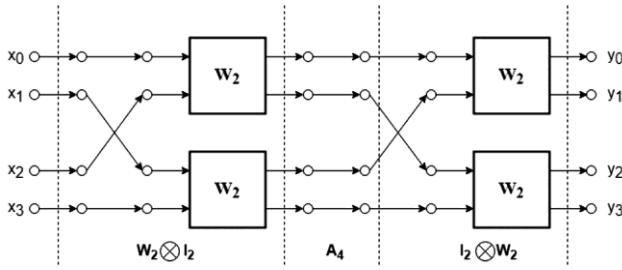 x₀ W₂ W₂ y₀
x₁ y₁
x₂ W₂ W₂ y₂
x₃ y₃
W₂⊗I₂ A₄ I₂⊗W₂